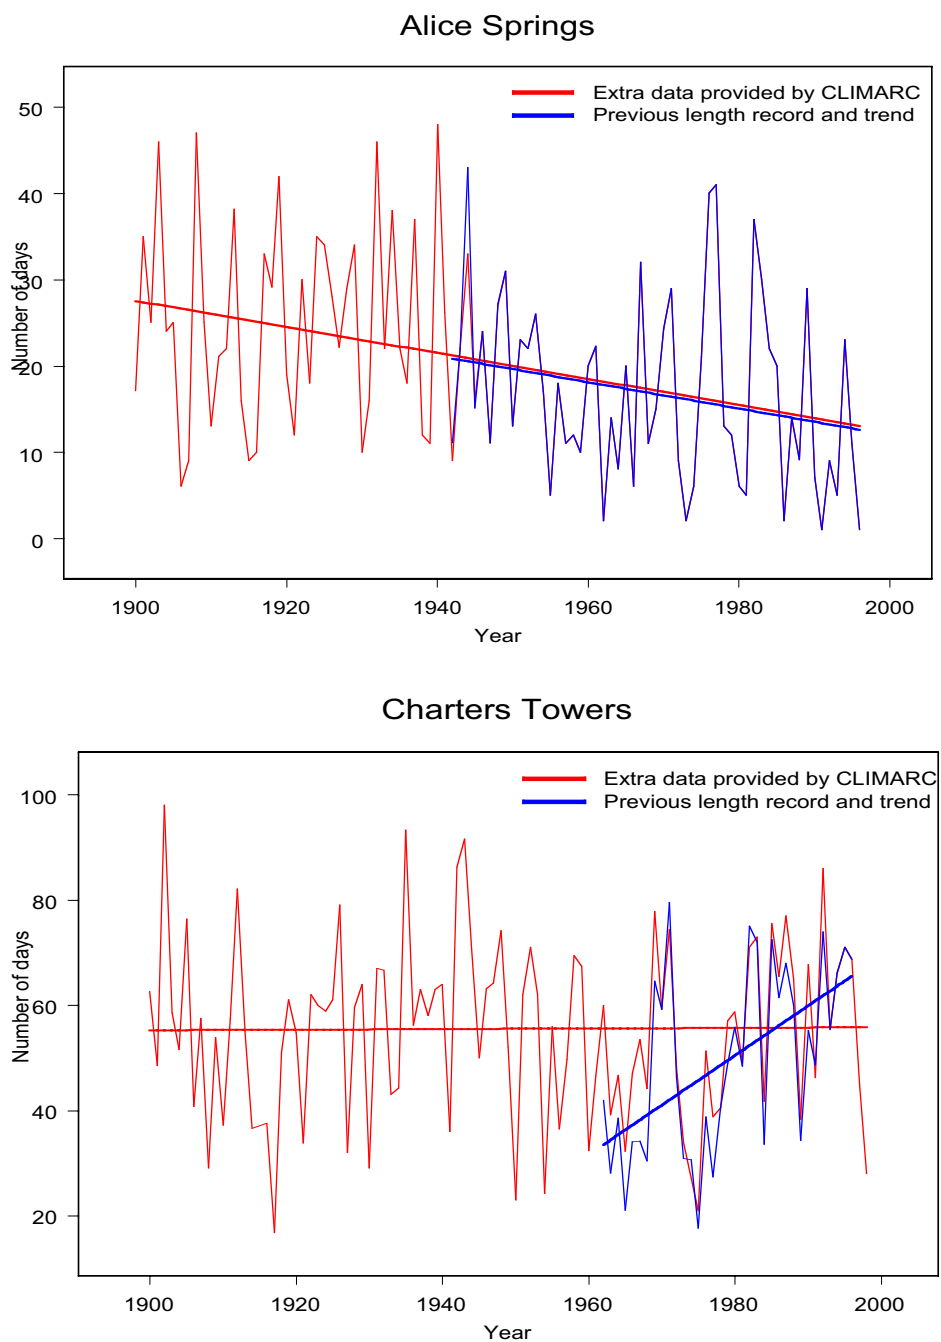 Alice Springs
Extra data provided by CLIMARC
Previous length record and trend
50
40
30
20
10
0
Number of days
1900 1920 1940 1960 1980 2000
Year
Charters Towers
Extra data provided by CLIMARC
Previous length record and trend
100
80
60
40
20
Number of days
1900 1920 1940 1960 1980 2000
Year